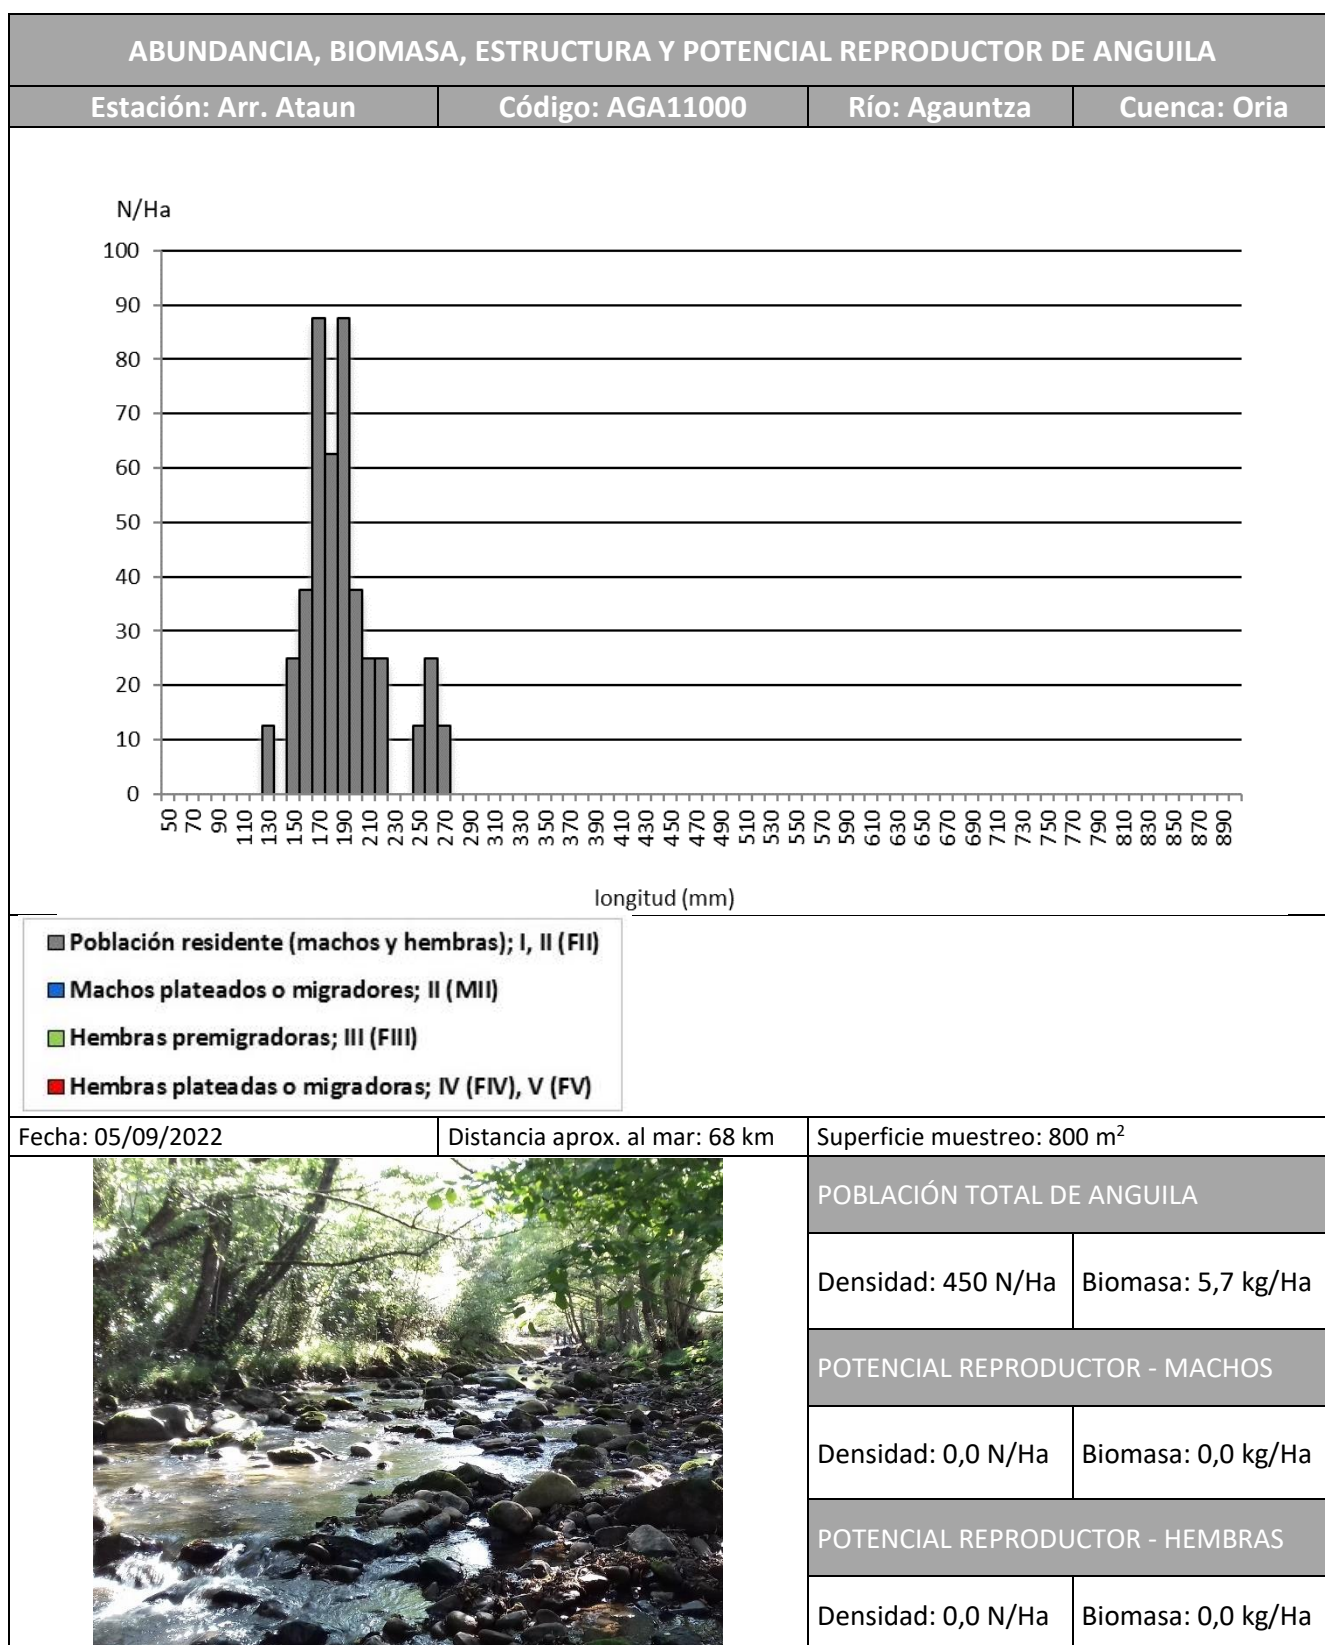 ABUNDANCIA, BIOMASA, ESTRUCTURA Y POTENCIAL REPRODUCTOR DE ANGUILA
Estación: Arr. Ataun Código: AGA11000 Río: Agauntza Cuenca: Oria
N/Ha
100
90
80
70
60
50
40
30
20
10
0
50 70 90 110 130 150 170 190 210 230 250 270 290 310 330 350 370 390 410 430 450 470 490 510 530 550 570 590 610 630 650 670 690 710 730 750 770 790 810 830 850 870 890
longitud (mm)
Población residente (machos y hembras); I, II (FII)
Machos plateados o migradores; II (MII)
Hembras premigradoras; III (FIII)
Hembras plateadas o migradoras; IV (FIV), V (FV)
Fecha: 05/09/2022 Distancia aprox. al mar: 68 km Superficie muestreo: 800 m²
POBLACIÓN TOTAL DE ANGUILA
Densidad: 450 N/Ha Biomasa: 5,7 kg/Ha
POTENCIAL REPRODUCTOR - MACHOS
Densidad: 0,0 N/Ha Biomasa: 0,0 kg/Ha
POTENCIAL REPRODUCTOR - HEMBRAS
Densidad: 0,0 N/Ha Biomasa: 0,0 kg/Ha